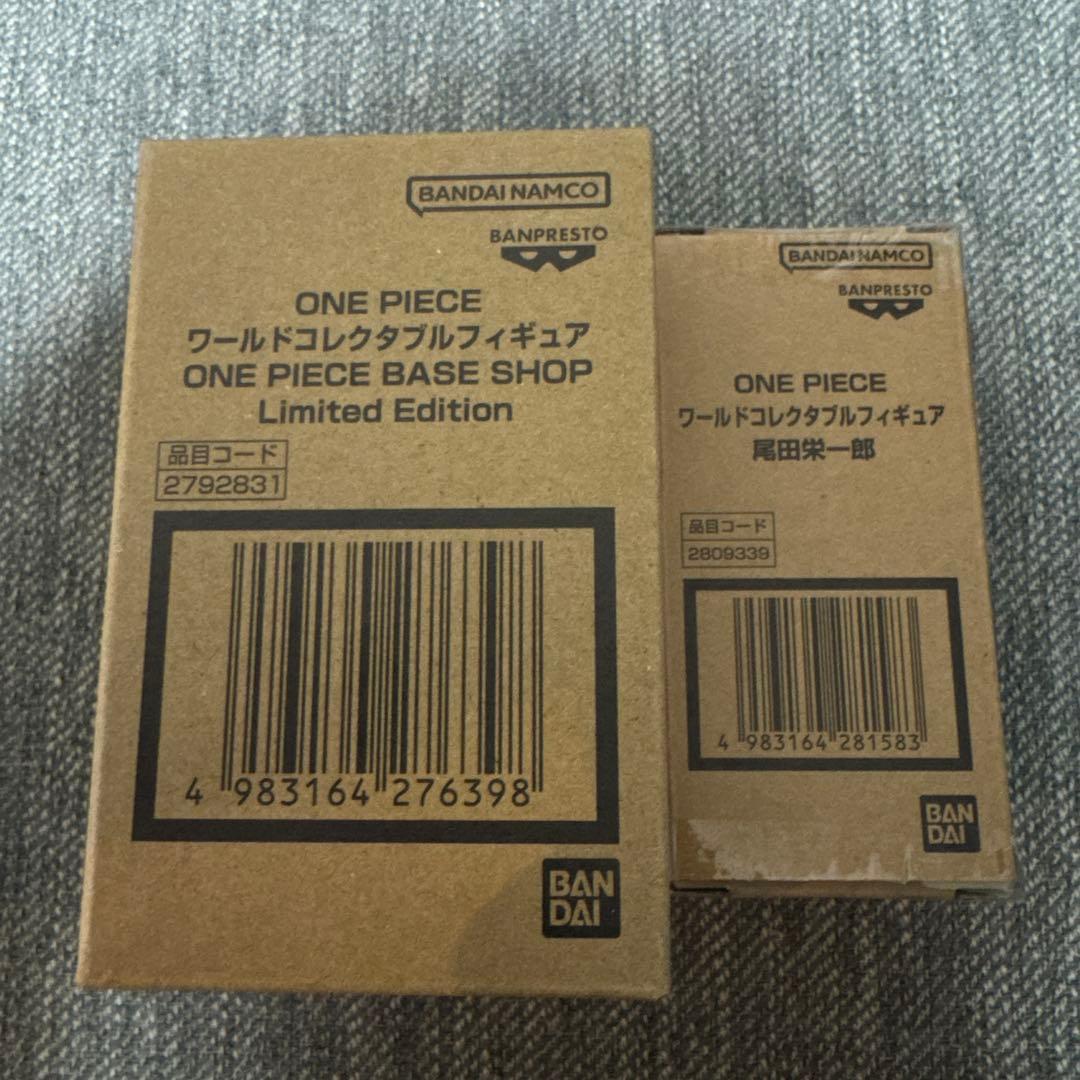 BANDAI NAMCO
BANPRESTO
ONE PIECE
ワールドコレクタブルフィギュア
ONE PIECE BASE SHOP
Limited Edition
品目コード
2792831
4 983164 276398
BAN
DAI
BANDAI NAMCO
BANPRESTO
ONE PIECE
ワールドコレクタブルフィギュア
尾田栄一郎
品目コード
2809339
4 983164 281583
BAN
DAI